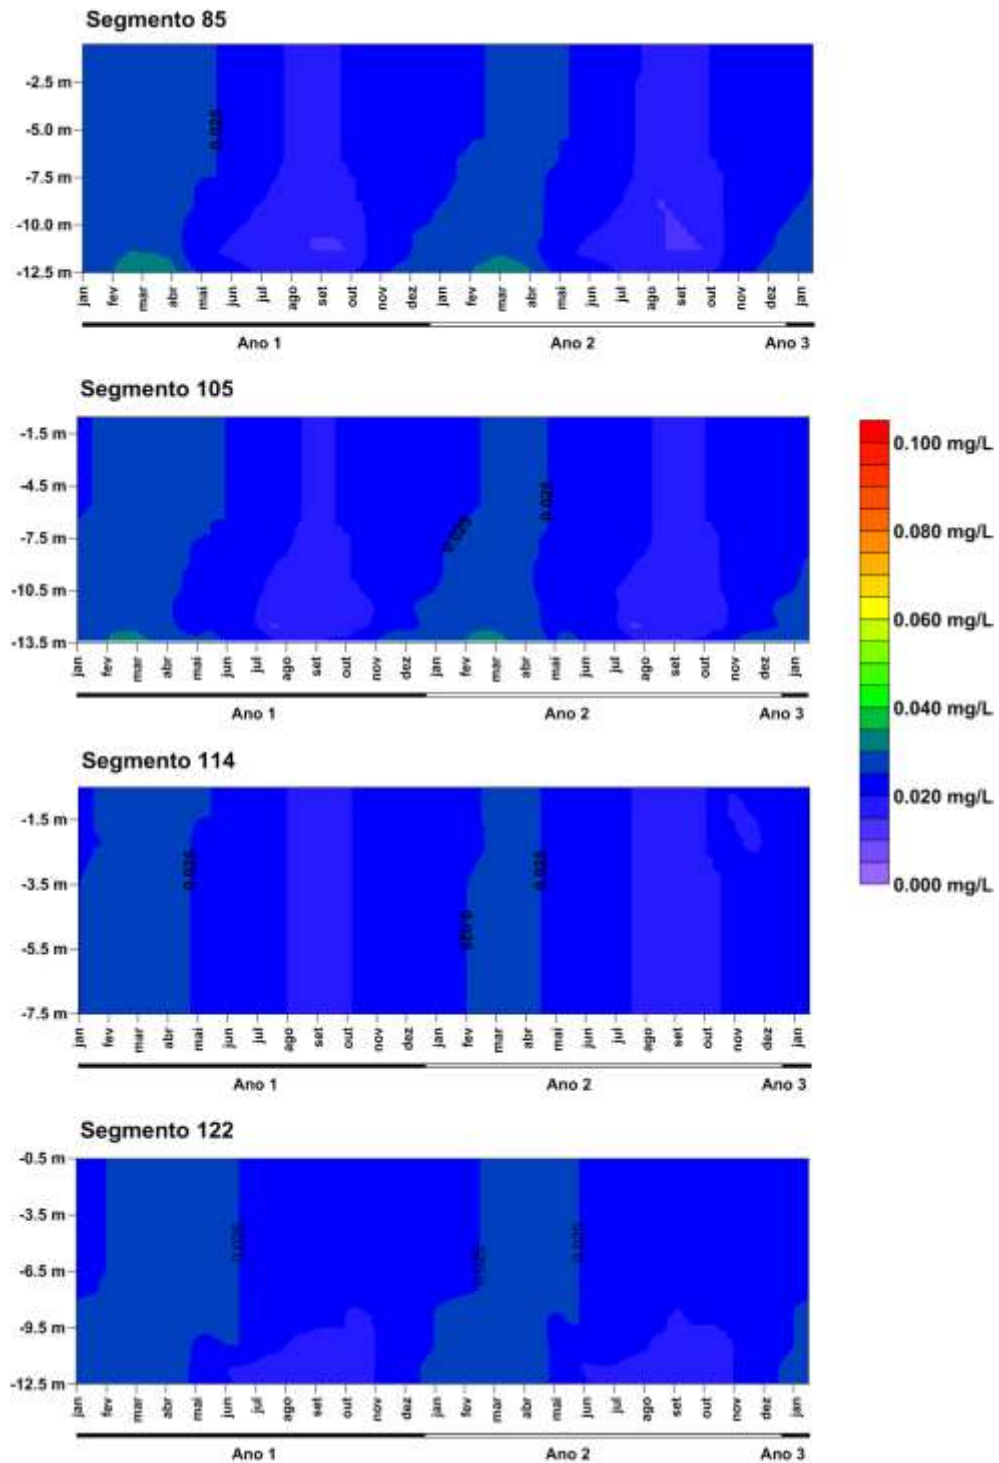 Segmento 85
-2.5 m
-5.0 m
-7.5 m
-10.0 m
-12.5 m
0.025
jan fev mar abr mai jun jul ago set out nov dez jan fev mar abr mai jun jul ago set out nov dez jan
Ano 1 Ano 2 Ano 3
Segmento 105
-1.5 m
-4.5 m
-7.5 m
-10.5 m
-13.5 m
0.025 0.025
jan fev mar abr mai jun jul ago set out nov dez jan fev mar abr mai jun jul ago set out nov dez jan
Ano 1 Ano 2 Ano 3
0.100 mg/L
0.080 mg/L
0.060 mg/L
0.040 mg/L
0.020 mg/L
0.000 mg/L
Segmento 114
-1.5 m
-3.5 m
-5.5 m
-7.5 m
0.025 0.025 0.025
jan fev mar abr mai jun jul ago set out nov dez jan fev mar abr mai jun jul ago set out nov dez jan
Ano 1 Ano 2 Ano 3
Segmento 122
-0.5 m
-3.5 m
-6.5 m
-9.5 m
-12.5 m
0.025 0.025 0.025
jan fev mar abr mai jun jul ago set out nov dez jan fev mar abr mai jun jul ago set out nov dez jan
Ano 1 Ano 2 Ano 3